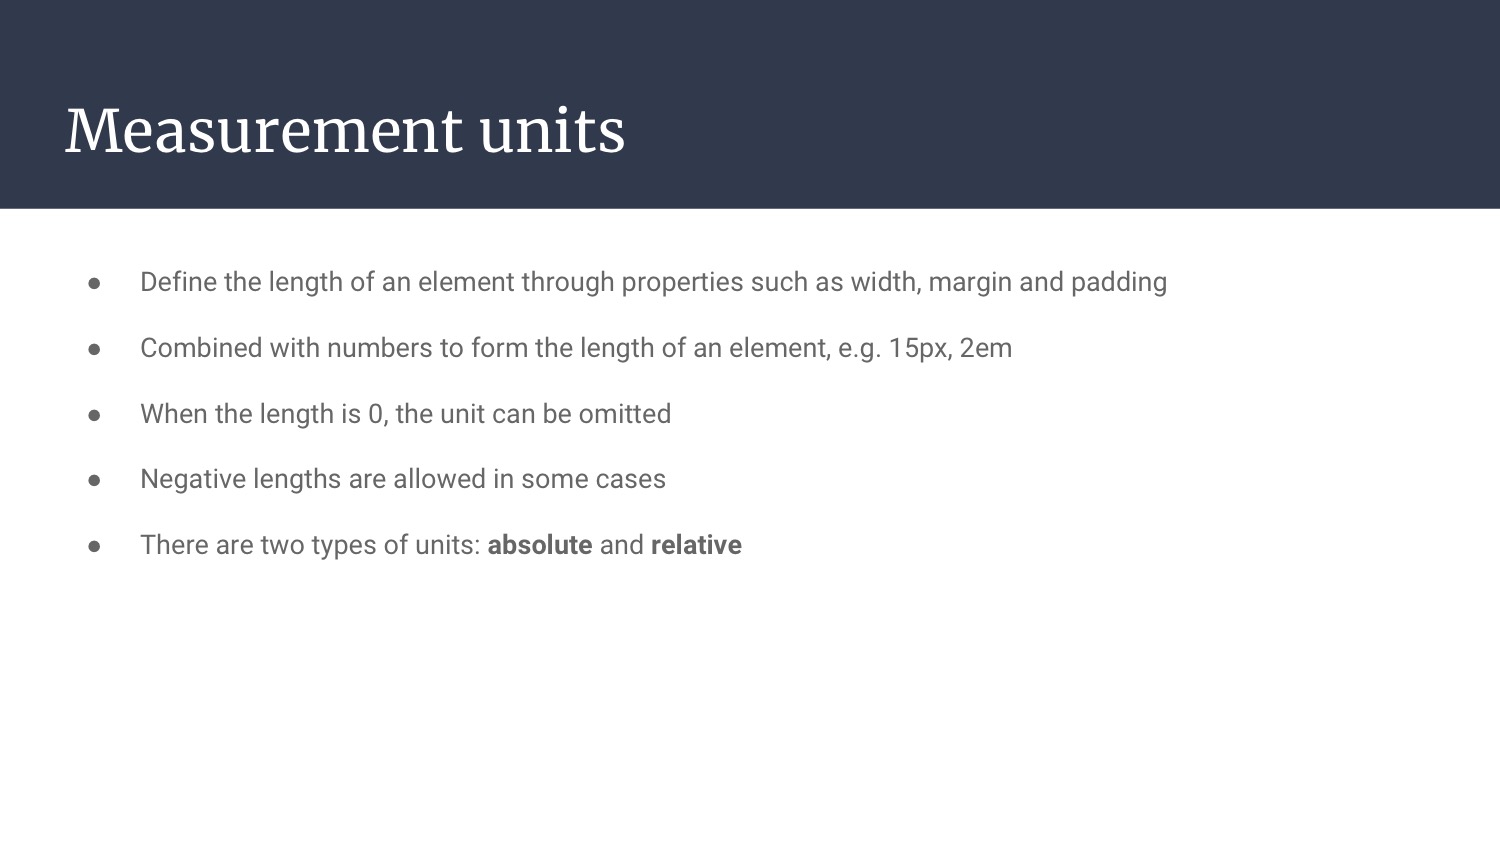 Measurement units
● Define the length of an element through properties such as width, margin and padding
● Combined with numbers to form the length of an element, e.g. 15px, 2em
● When the length is 0, the unit can be omitted
● Negative lengths are allowed in some cases
● There are two types of units: absolute and relative